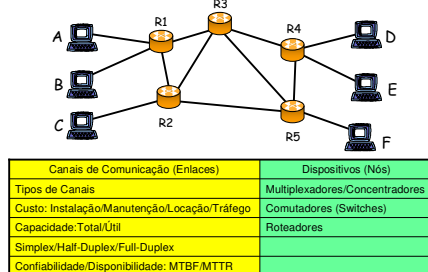 R3
A
R1
R4
D
B
E
C
R2
R5
F
Canais de Comunicação (Enlaces) Dispositivos (Nós)
Tipos de Canais Multiplexadores/Concentradores
Custo: Instalação/Manutenção/Locação/Tráfego Comutadores (Switches)
Capacidade:Total/Útil Roteadores
Simplex/Half-Duplex/Full-Duplex
Confiabilidade/Disponibilidade: MTBF/MTTR